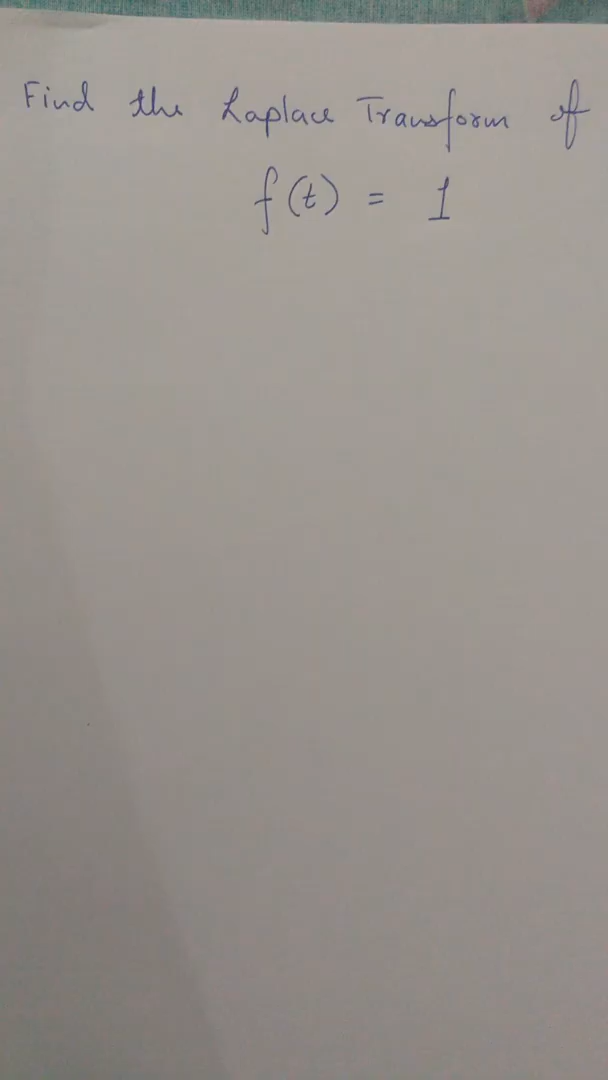 Find the Laplace Transform of
f(t) = 1